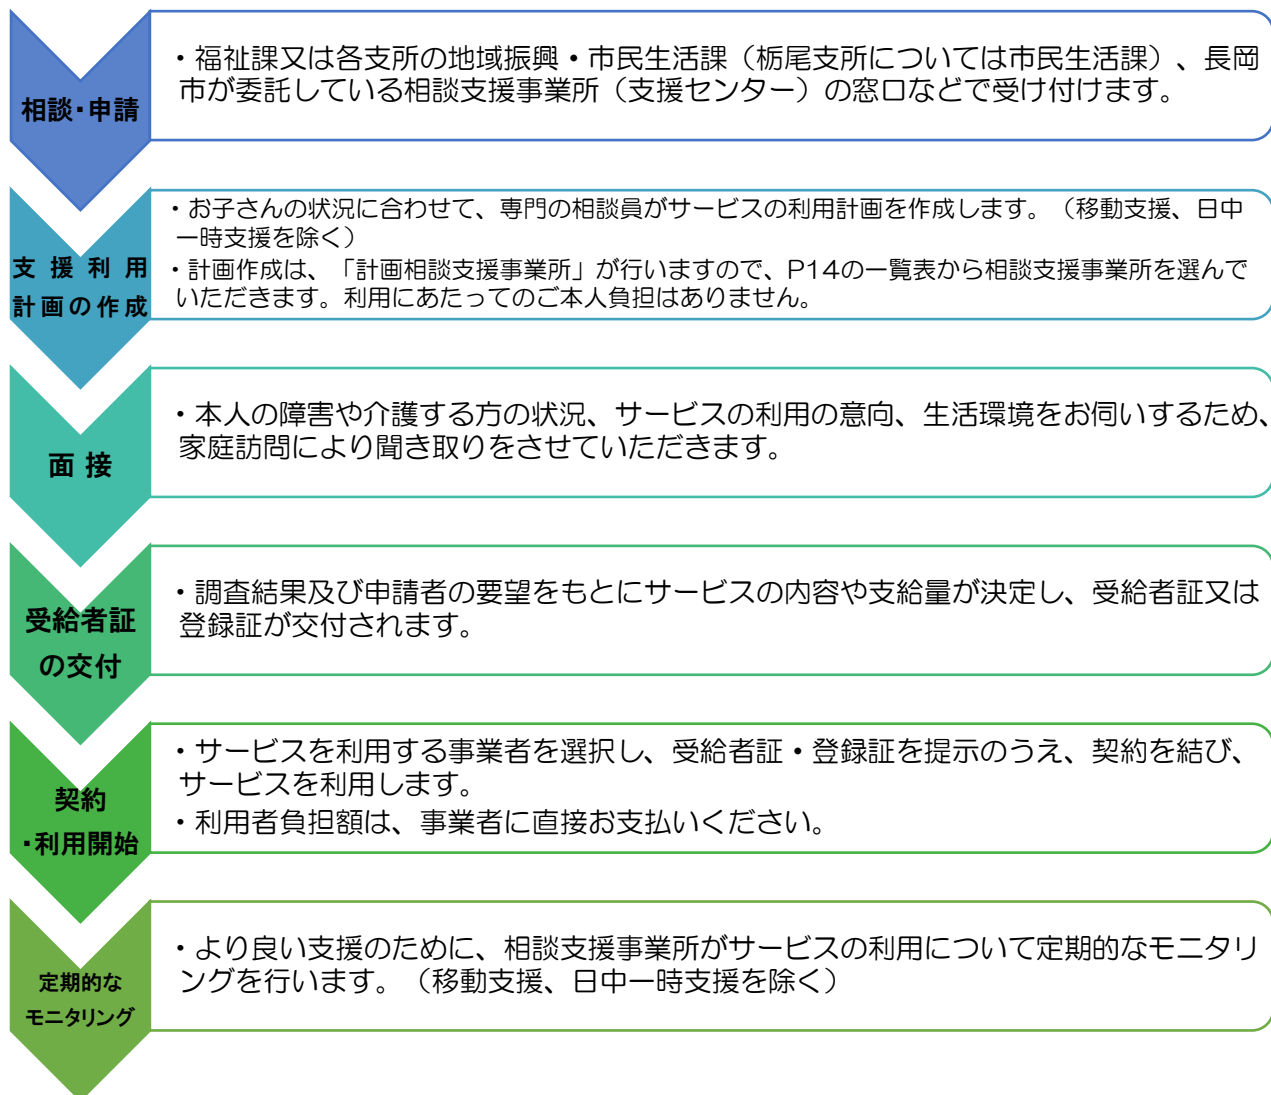 相談・申請
・福祉課又は各支所の地域振興・市民生活課（栃尾支所については市民生活課）、長岡
市が委託している相談支援事業所（支援センター）の窓口などで受け付けます。
支援利用
計画の作成
・お子さんの状況に合わせて、専門の相談員がサービスの利用計画を作成します。（移動支援、日中
一時支援を除く）
・計画作成は、「計画相談支援事業所」が行いますので、P14の一覧表から相談支援事業所を選んで
いただきます。利用にあたってのご本人負担はありません。
面 接
・本人の障害や介護する方の状況、サービスの利用の意向、生活環境をお伺いするため、
家庭訪問により聞き取りをさせていただきます。
受給者証
の交付
・調査結果及び申請者の要望をもとにサービスの内容や支給量が決定し、受給者証又は
登録証が交付されます。
契約
・利用開始
・サービスを利用する事業者を選択し、受給者証・登録証を提示のうえ、契約を結び、
サービスを利用します。
・利用者負担額は、事業者に直接お支払いください。
定期的な
モニタリング
・より良い支援のために、相談支援事業所がサービスの利用について定期的なモニタリ
ングを行います。（移動支援、日中一時支援を除く）